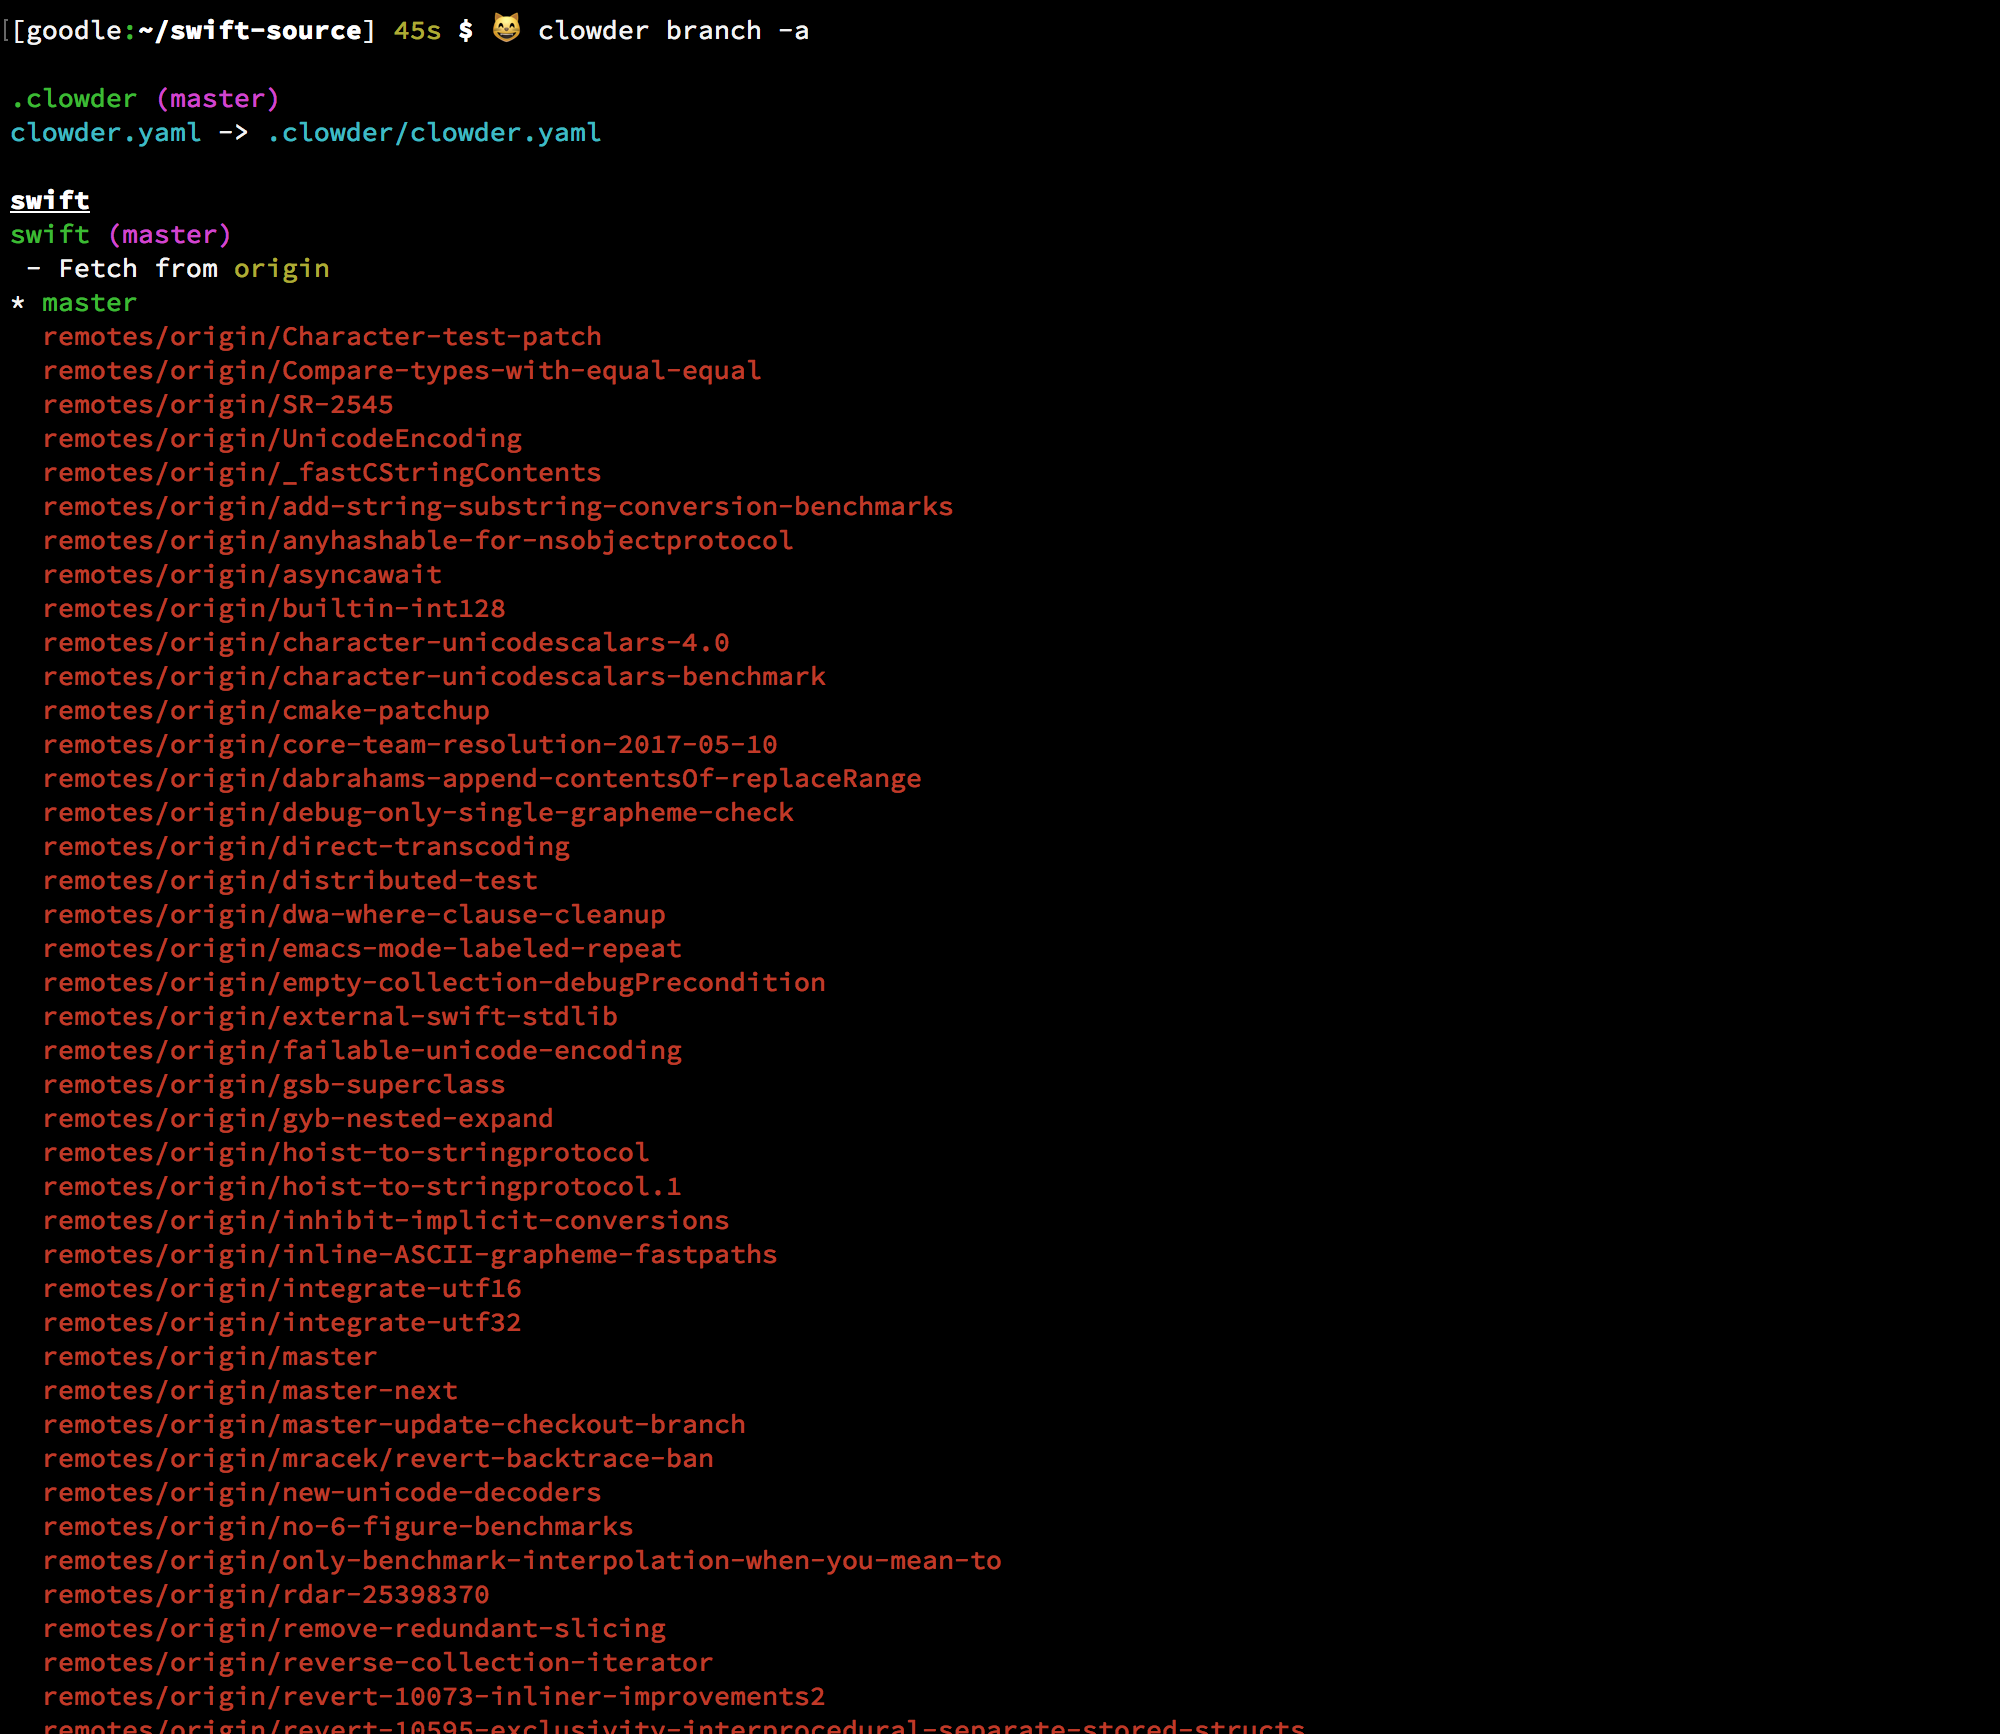 [[goodle:~/swift-source] 45s $ 😸 clowder branch -a
.clowder (master)
clowder.yaml -> .clowder/clowder.yaml
swift
swift (master)
- Fetch from origin
* master
remotes/origin/Character-test-patch
remotes/origin/Compare-types-with-equal-equal
remotes/origin/SR-2545
remotes/origin/UnicodeEncoding
remotes/origin/_fastCStringContents
remotes/origin/add-string-substring-conversion-benchmarks
remotes/origin/anyhashable-for-nsobjectprotocol
remotes/origin/asyncawait
remotes/origin/builtin-int128
remotes/origin/character-unicodescalars-4.0
remotes/origin/character-unicodescalars-benchmark
remotes/origin/cmake-patchup
remotes/origin/core-team-resolution-2017-05-10
remotes/origin/dabrahams-append-contentsOf-replaceRange
remotes/origin/debug-only-single-grapheme-check
remotes/origin/direct-transcoding
remotes/origin/distributed-test
remotes/origin/dwa-where-clause-cleanup
remotes/origin/emacs-mode-labeled-repeat
remotes/origin/empty-collection-debugPrecondition
remotes/origin/external-swift-stdlib
remotes/origin/failable-unicode-encoding
remotes/origin/gsb-superclass
remotes/origin/gyb-nested-expand
remotes/origin/hoist-to-stringprotocol
remotes/origin/hoist-to-stringprotocol.1
remotes/origin/inhibit-implicit-conversions
remotes/origin/inline-ASCII-grapheme-fastpaths
remotes/origin/integrate-utf16
remotes/origin/integrate-utf32
remotes/origin/master
remotes/origin/master-next
remotes/origin/master-update-checkout-branch
remotes/origin/mracek/revert-backtrace-ban
remotes/origin/new-unicode-decoders
remotes/origin/no-6-figure-benchmarks
remotes/origin/only-benchmark-interpolation-when-you-mean-to
remotes/origin/rdar-25398370
remotes/origin/remove-redundant-slicing
remotes/origin/reverse-collection-iterator
remotes/origin/revert-10073-inliner-improvements2
remotes/origin/revert-10595-exclusivity-interprocedural-separate-stored-structs